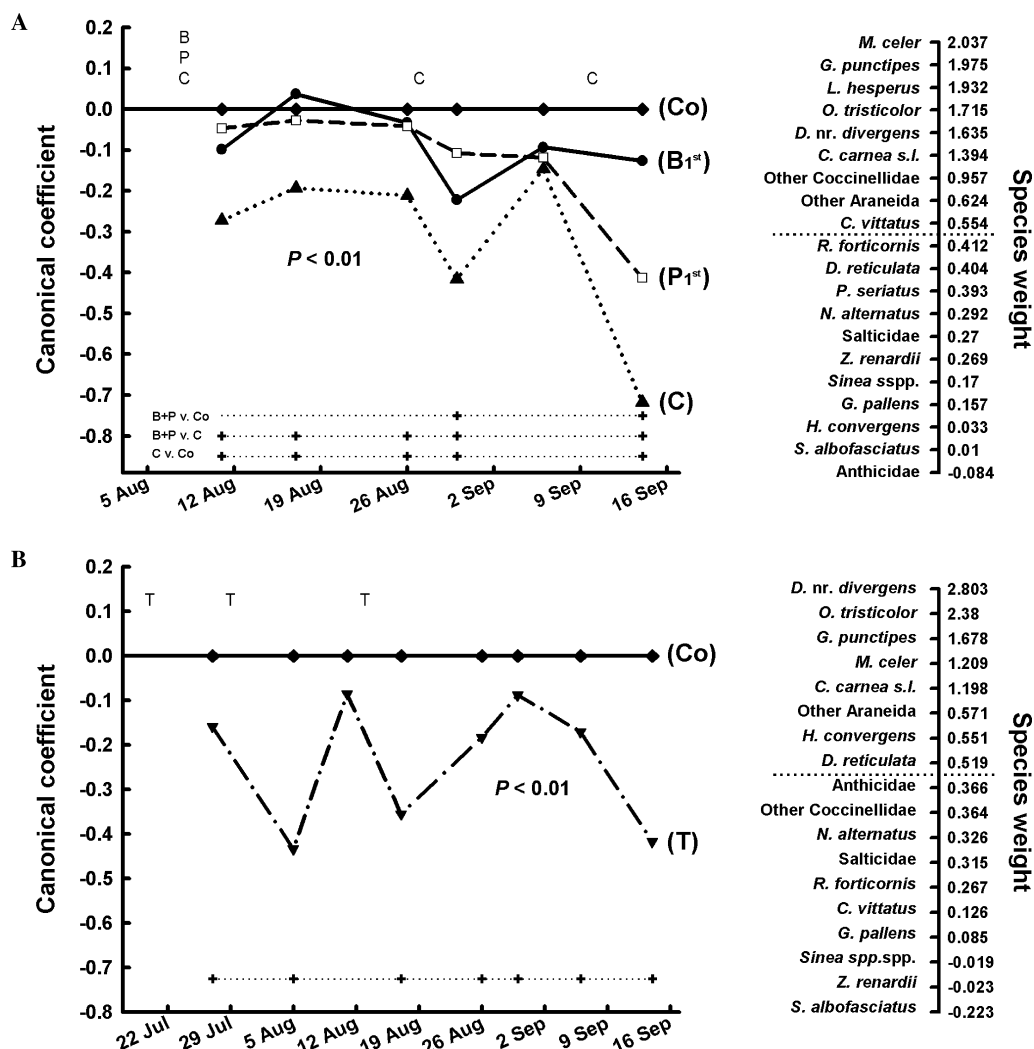 A
0.2
0.1
0.0
-0.1
-0.2
-0.3
-0.4
-0.5
-0.6
-0.7
-0.8
Canonical coefficient
B
P
C
C
C
(Co)
(B1st)
(P1st)
(C)
P < 0.01
B+P v. Co
B+P v. C
C v. Co
5 Aug
12 Aug
19 Aug
26 Aug
2 Sep
9 Sep
16 Sep
M. celer 2.037
G. punctipes 1.975
L. hesperus 1.932
O. tristicolor 1.715
D. nr. divergens 1.635
C. carnea s.l. 1.394
Other Coccinellidae 0.957
Other Araneida 0.624
C. vittatus 0.554
R. forticornis 0.412
D. reticulata 0.404
P. seriatus 0.393
N. alternatus 0.292
Salticidae 0.27
Z. renardii 0.269
Sinea sspp. 0.17
G. pallens 0.157
H. convergens 0.033
S. albofasciatus 0.01
Anthicidae -0.084
Species weight
B
0.2
0.1
0.0
-0.1
-0.2
-0.3
-0.4
-0.5
-0.6
-0.7
-0.8
Canonical coefficient
T
T
T
(Co)
(T)
P < 0.01
22 Jul
29 Jul
5 Aug
12 Aug
19 Aug
26 Aug
2 Sep
9 Sep
16 Sep
D. nr. divergens 2.803
O. tristicolor 2.38
G. punctipes 1.678
M. celer 1.209
C. carnea s.l. 1.198
Other Araneida 0.571
H. convergens 0.551
D. reticulata 0.519
Anthicidae 0.366
Other Coccinellidae 0.364
N. alternatus 0.326
Salticidae 0.315
R. forticornis 0.267
C. vittatus 0.126
G. pallens 0.085
Sinea spp.spp. -0.019
Z. renardii -0.023
S. albofasciatus -0.223
Species weight